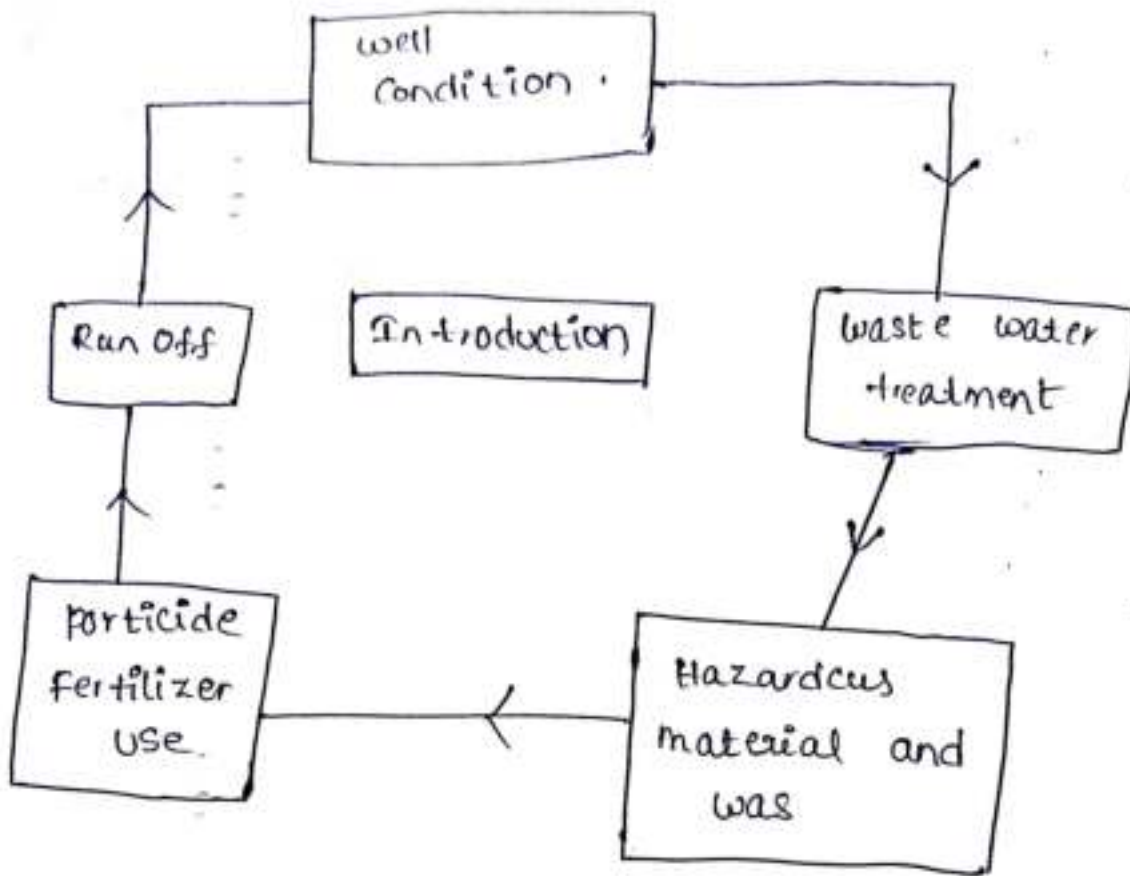 well
Condition.
Run Off
Introduction
waste water
treatment
porticide
Fertilizer
use.
Hazardcus
material and
was